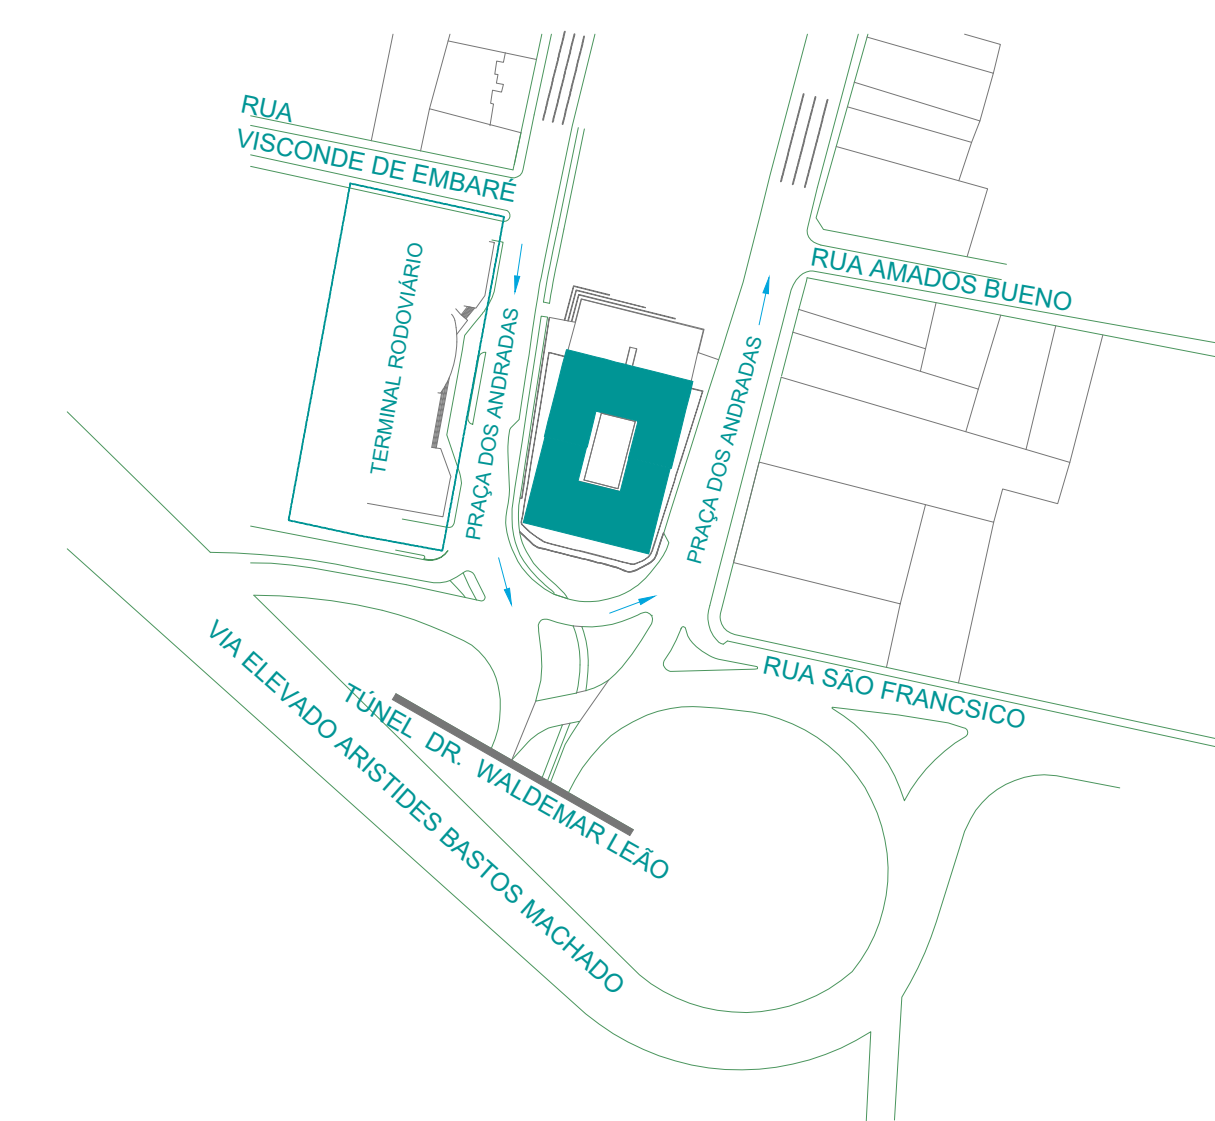 RUA
VISCONDE DE EMBARÉ
TERMINAL RODOVIÁRIO
PRAÇA DOS ANDRADAS
PRAÇA DOS ANDRADAS
RUA AMADOS BUENO
RUA SÃO FRANCSICO
TÚNEL DR. WALDEMAR LEÃO
VIA ELEVADO ARISTIDES BASTOS MACHADO